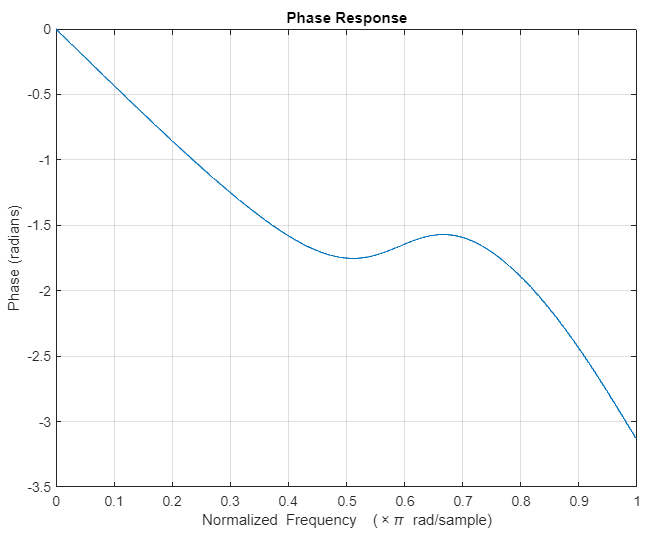 Phase Response
0
-0.5
-1
-1.5
-2
-2.5
-3
-3.5
Phase (radians)
0 0.1 0.2 0.3 0.4 0.5 0.6 0.7 0.8 0.9 1
Normalized Frequency (×π rad/sample)